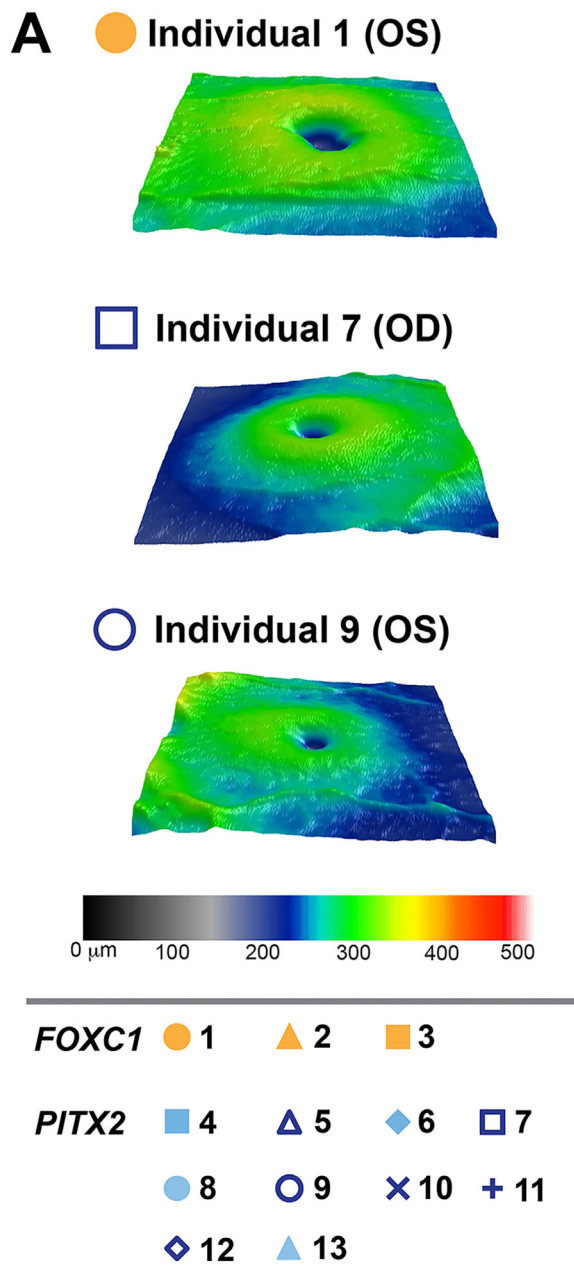 A
Individual 1 (OS)
Individual 7 (OD)
Individual 9 (OS)
0 μm 100 200 300 400 500
FOXC1 1 2 3
PITX2 4 5 6 7
8 9 10 11
12 13